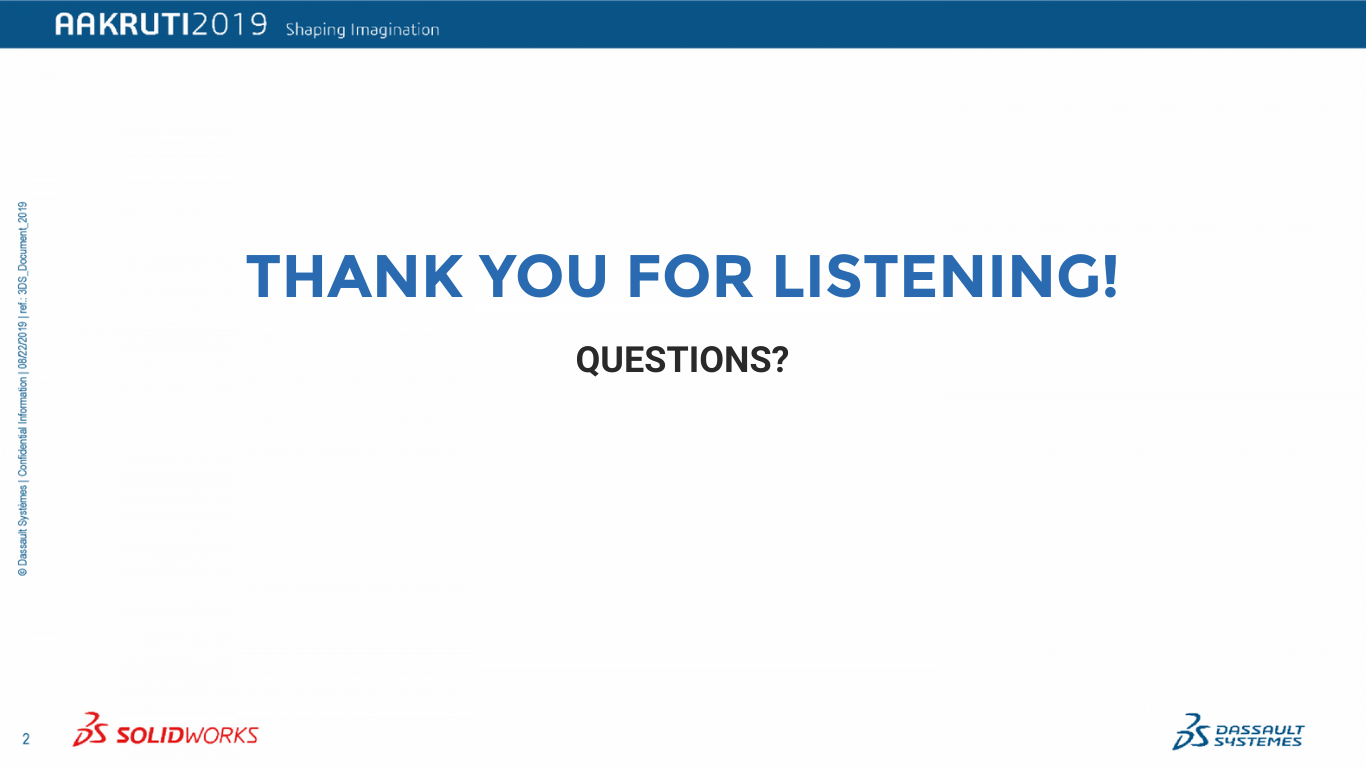 AAKRUTI2019 Shaping Imagination
© Dassault Systèmes | Confidential Information | 08/22/2019 | ref.: 3DS_Document_2019
THANK YOU FOR LISTENING!
QUESTIONS?
2
SOLIDWORKS
DASSAULT
SYSTEMES